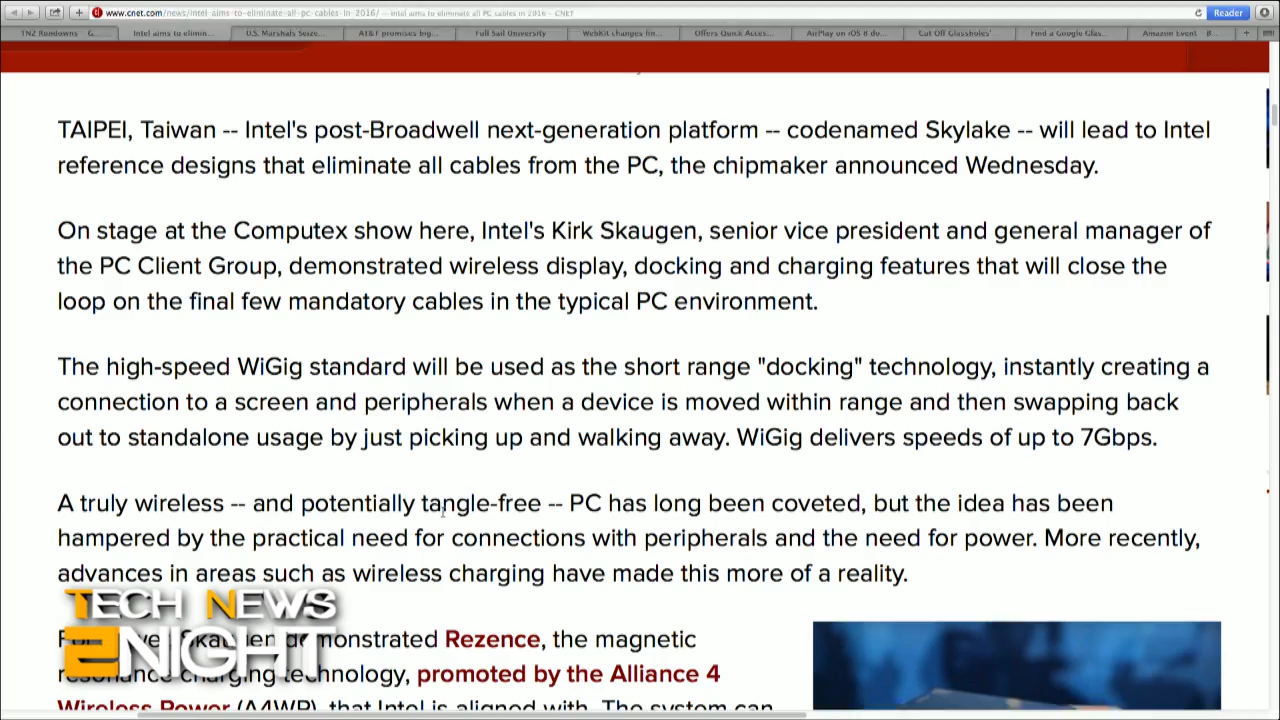 www.cnet.com/news/intel-aims-to-eliminate-all-pc-cables-in-2016/ — intel aims to eliminate all PC cables in 2016 – CNET
Reader
TN2 Rundowns G... Intel aims to elimin... U.S. Marshals Seize... AT&T promises big... Full Sail University WebKit changes fin... Offers Quick Acces... AirPlay on iOS 8 do... Cut Off Glassholes' Find a Google Glas... Amazon Event B...
TAIPEI, Taiwan -- Intel's post-Broadwell next-generation platform -- codenamed Skylake -- will lead to Intel
reference designs that eliminate all cables from the PC, the chipmaker announced Wednesday.
On stage at the Computex show here, Intel's Kirk Skaugen, senior vice president and general manager of
the PC Client Group, demonstrated wireless display, docking and charging features that will close the
loop on the final few mandatory cables in the typical PC environment.
The high-speed WiGig standard will be used as the short range "docking" technology, instantly creating a
connection to a screen and peripherals when a device is moved within range and then swapping back
out to standalone usage by just picking up and walking away. WiGig delivers speeds of up to 7Gbps.
A truly wireless -- and potentially tangle-free -- PC has long been coveted, but the idea has been
hampered by the practical need for connections with peripherals and the need for power. More recently,
advances in areas such as wireless charging have made this more of a reality.
TECH NEWS
2NIGHT
Skaugen demonstrated Rezence, the magnetic
resonance charging technology, promoted by the Alliance 4
Wireless Power (A4WP), that Intel is aligned with. The system can